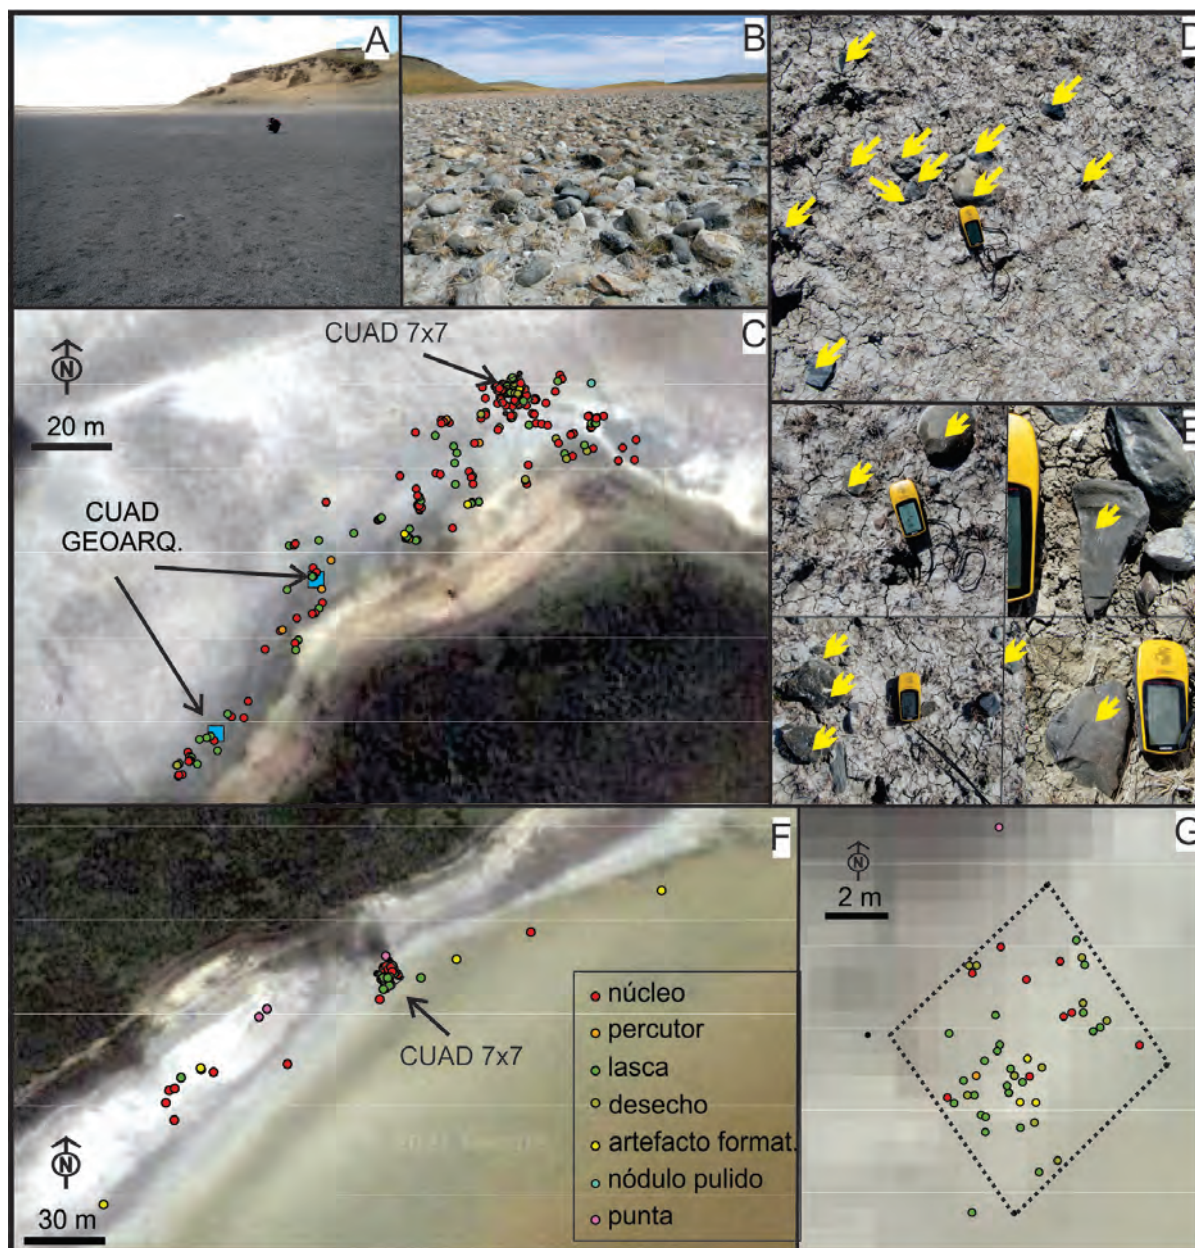 A
B
D
C
CUAD 7x7
N
20 m
CUAD
GEOARQ.
E
F
N
30 m
CUAD 7x7
núcleo
percutor
lasca
desecho
artefacto format.
nódulo pulido
punta
G
N
2 m